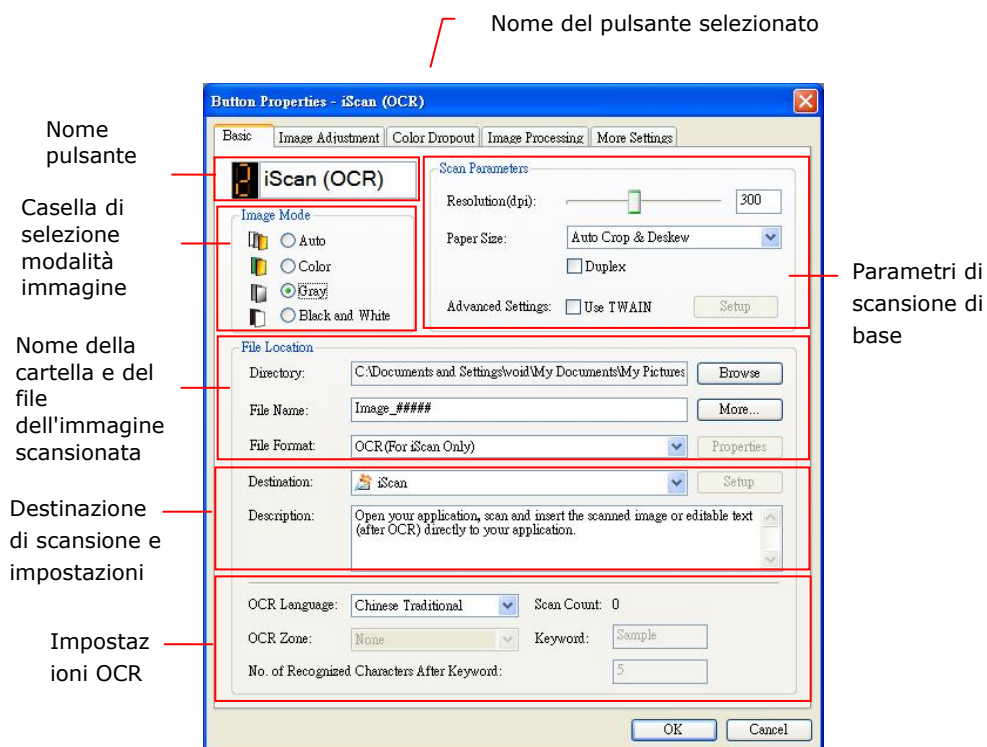 Nome del pulsante selezionato
Button Properties - iScan (OCR)
Nome
pulsante
Basic
Image Adjustment
Color Dropout
Image Processing
More Settings
2
iScan (OCR)
Casella di
selezione
modalità
immagine
Image Mode
Auto
Color
Gray
Black and White
Scan Parameters
Resolution(dpi):
300
Paper Size:
Auto Crop & Deskew
Duplex
Advanced Settings:
Use TWAIN
Setup
Parametri di
scansione di
base
Nome della
cartella e del
file
dell'immagine
scansionata
File Location
Directory:
C:\Documents and Settings\void\My Documents\My Pictures
Browse
File Name:
Image_#####
More...
File Format:
OCR(For iScan Only)
Properties
Destinazione
di scansione e
impostazioni
Destination:
iScan
Setup
Description:
Open your application, scan and insert the scanned image or editable text
(after OCR) directly to your application.
Impostaz
ioni OCR
OCR Language:
Chinese Traditional
Scan Count: 0
OCR Zone:
None
Keyword:
Sample
No. of Recognized Characters After Keyword:
5
OK
Cancel